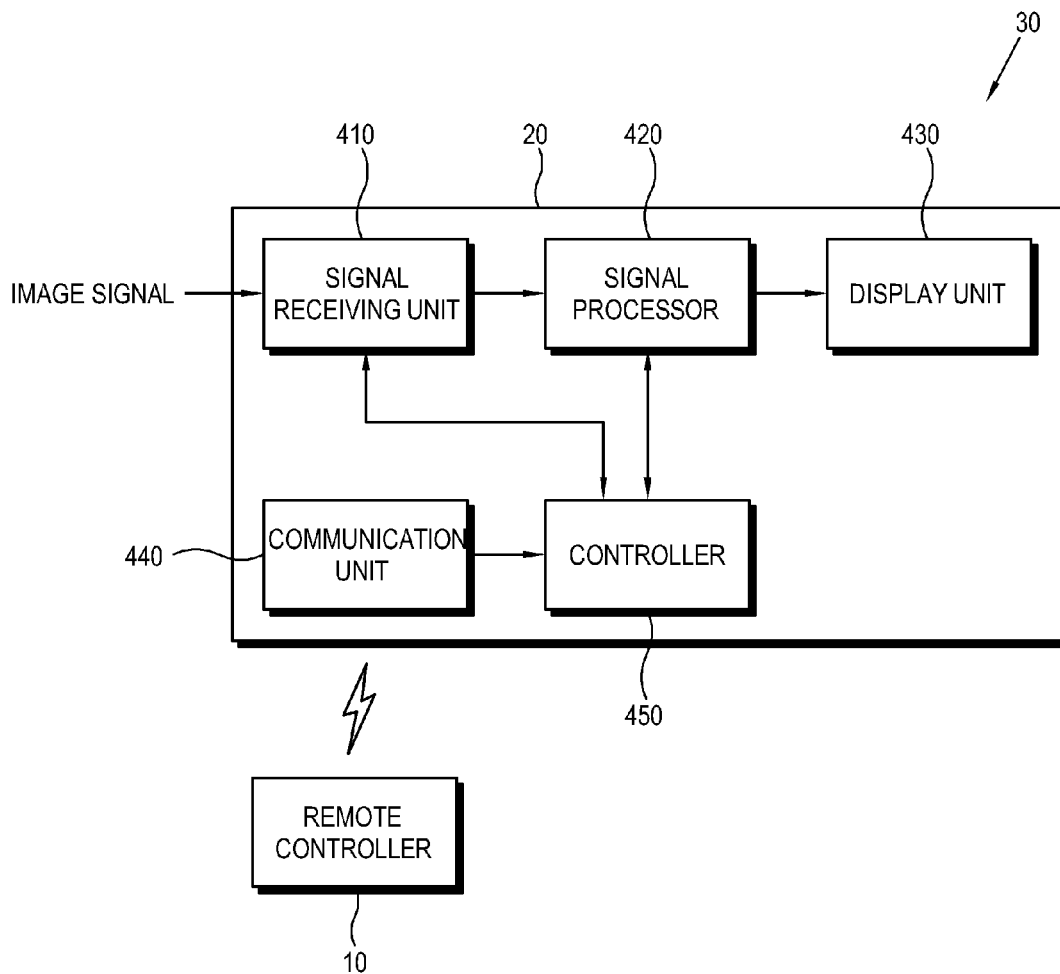 30
410
20
420
430
IMAGE SIGNAL
SIGNAL
RECEIVING UNIT
SIGNAL
PROCESSOR
DISPLAY UNIT
440
COMMUNICATION
UNIT
CONTROLLER
450
REMOTE
CONTROLLER
10